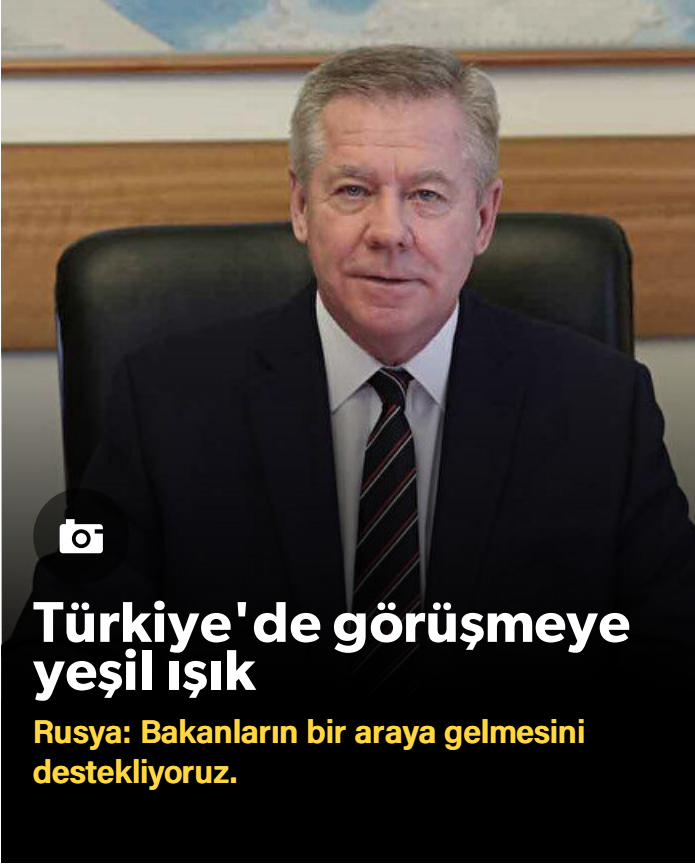 Türkiye'de görüşmeye
yeşil ışık
Rusya: Bakanların bir araya gelmesini
destekliyoruz.